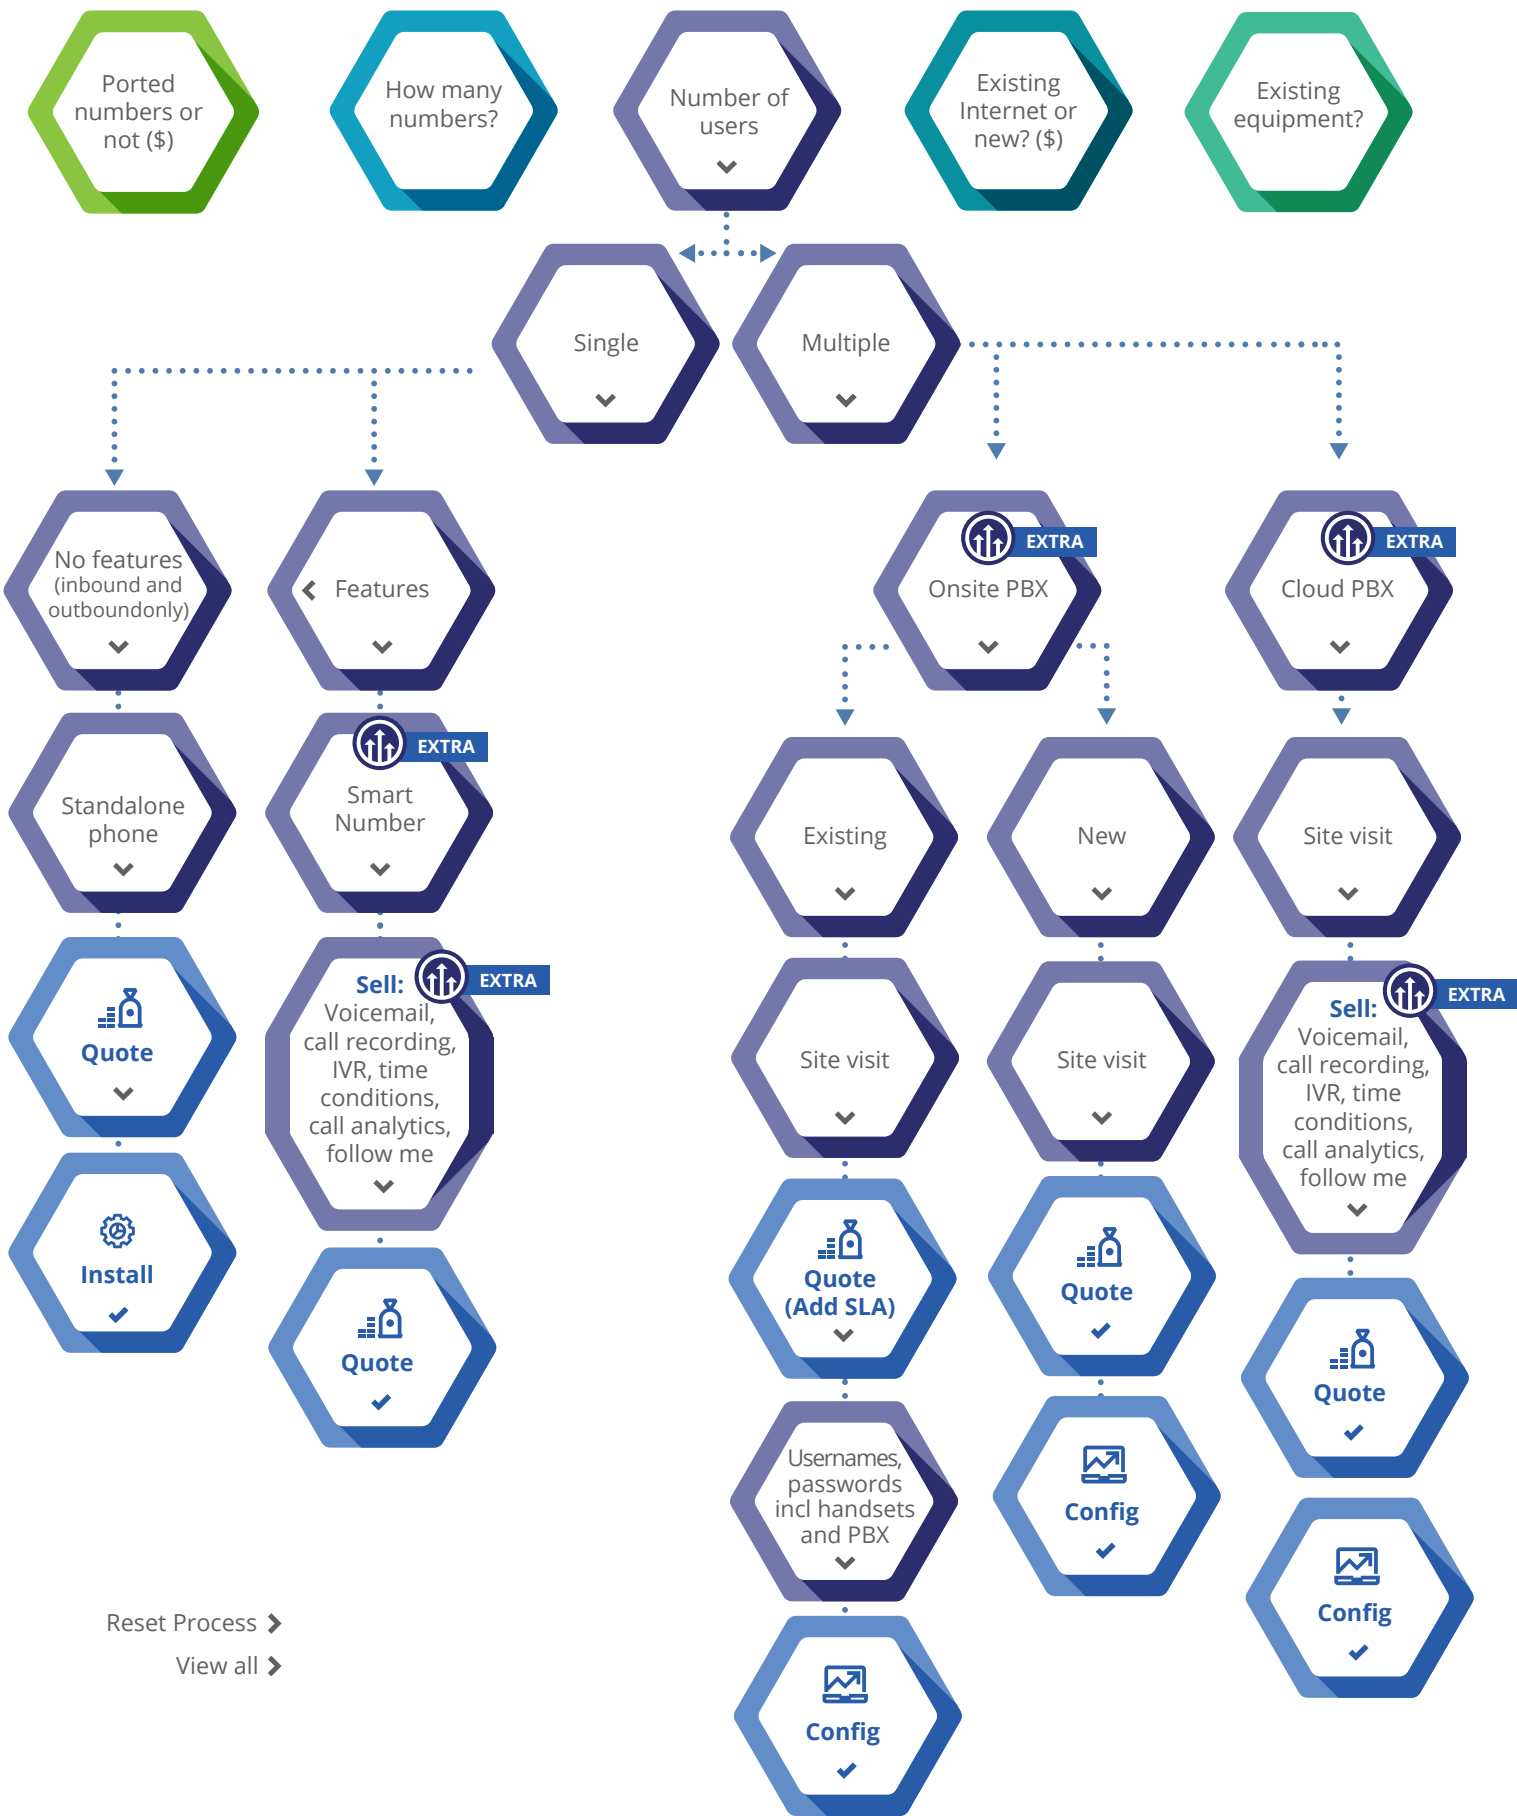 Ported
numbers or
not ($)
How many
numbers?
Number of
users
Existing
Internet or
new? ($)
Existing
equipment?
Single
Multiple
No features
(inbound and
outboundonly)
Features
EXTRA
Onsite PBX
EXTRA
Cloud PBX
Standalone
phone
EXTRA
Smart
Number
Existing
New
Site visit
Quote
Sell:
EXTRA
Voicemail,
call recording,
IVR, time
conditions,
call analytics,
follow me
Site visit
Site visit
Sell:
EXTRA
Voicemail,
call recording,
IVR, time
conditions,
call analytics,
follow me
Install
Quote
Quote
(Add SLA)
Quote
Quote
Usernames,
passwords
incl handsets
and PBX
Config
Config
Config
Reset Process
View all